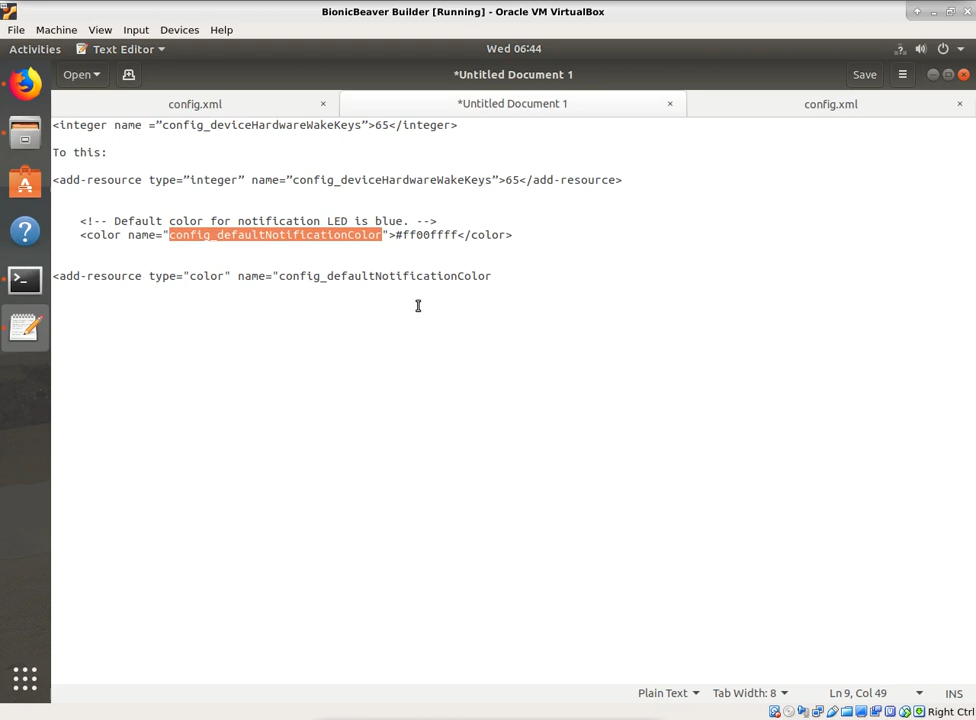 BionicBeaver Builder [Running] - Oracle VM VirtualBox
File Machine View Input Devices Help
Activities Text Editor Wed 06:44
Open *Untitled Document 1 Save
config.xml × *Untitled Document 1 × config.xml ×
<integer name =”config_deviceHardwareWakeKeys”>65</integer>
To this:
<add-resource type=”integer” name=”config_deviceHardwareWakeKeys”>65</add-resource>
<!-- Default color for notification LED is blue. -->
<color name="config_defaultNotificationColor">#ff00ffff</color>
<add-resource type="color" name="config_defaultNotificationColor
Plain Text Tab Width: 8 Ln 9, Col 49 INS
Right Ctrl